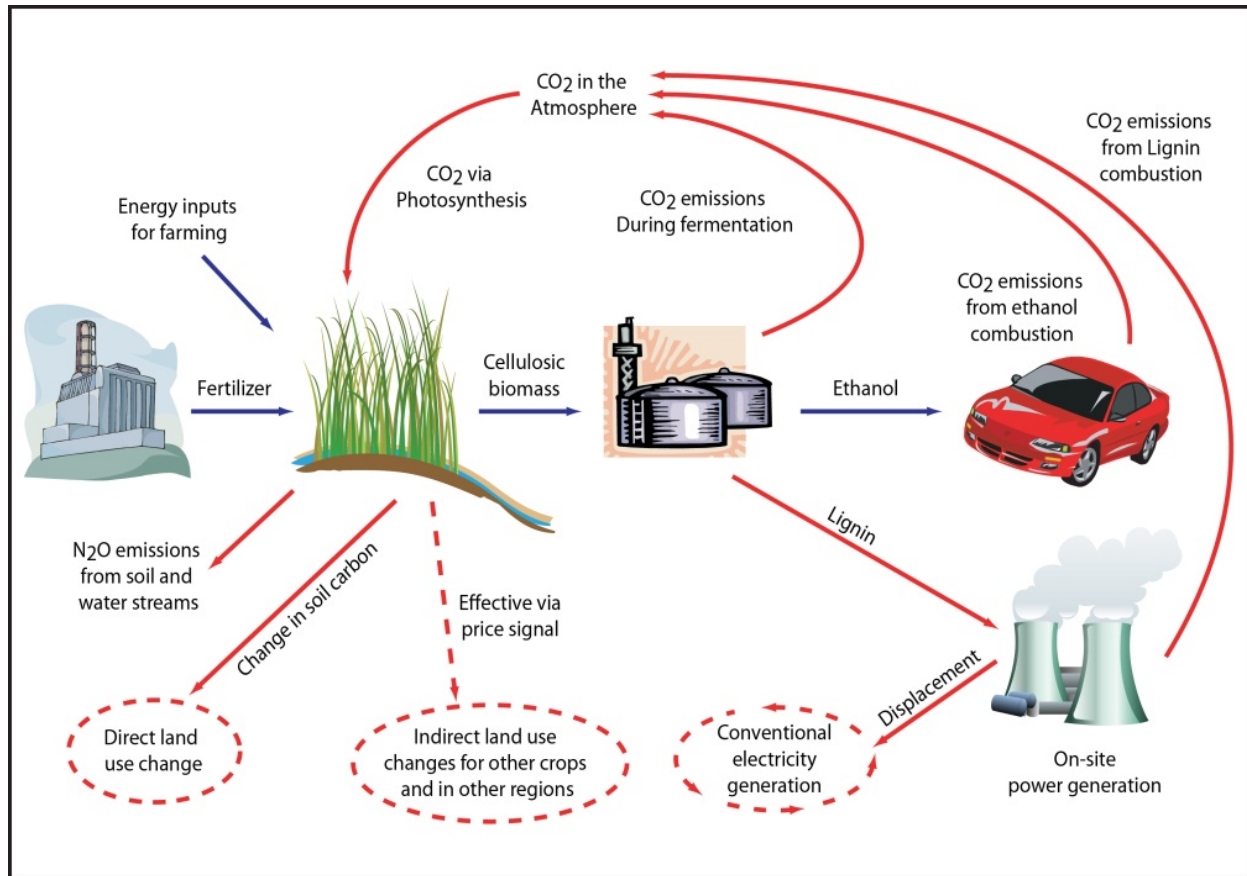 CO2 in the
Atmosphere
CO2 emissions
from Lignin
combustion
CO2 via
Photosynthesis
CO2 emissions
During fermentation
Energy inputs
for farming
CO2 emissions
from ethanol
combustion
Fertilizer
Cellulosic
biomass
Ethanol
Lignin
N2O emissions
from soil and
water streams
Change in soil carbon
Effective via
price signal
Displacement
Direct land
use change
Indirect land use
changes for other crops
and in other regions
Conventional
electricity
generation
On-site
power generation